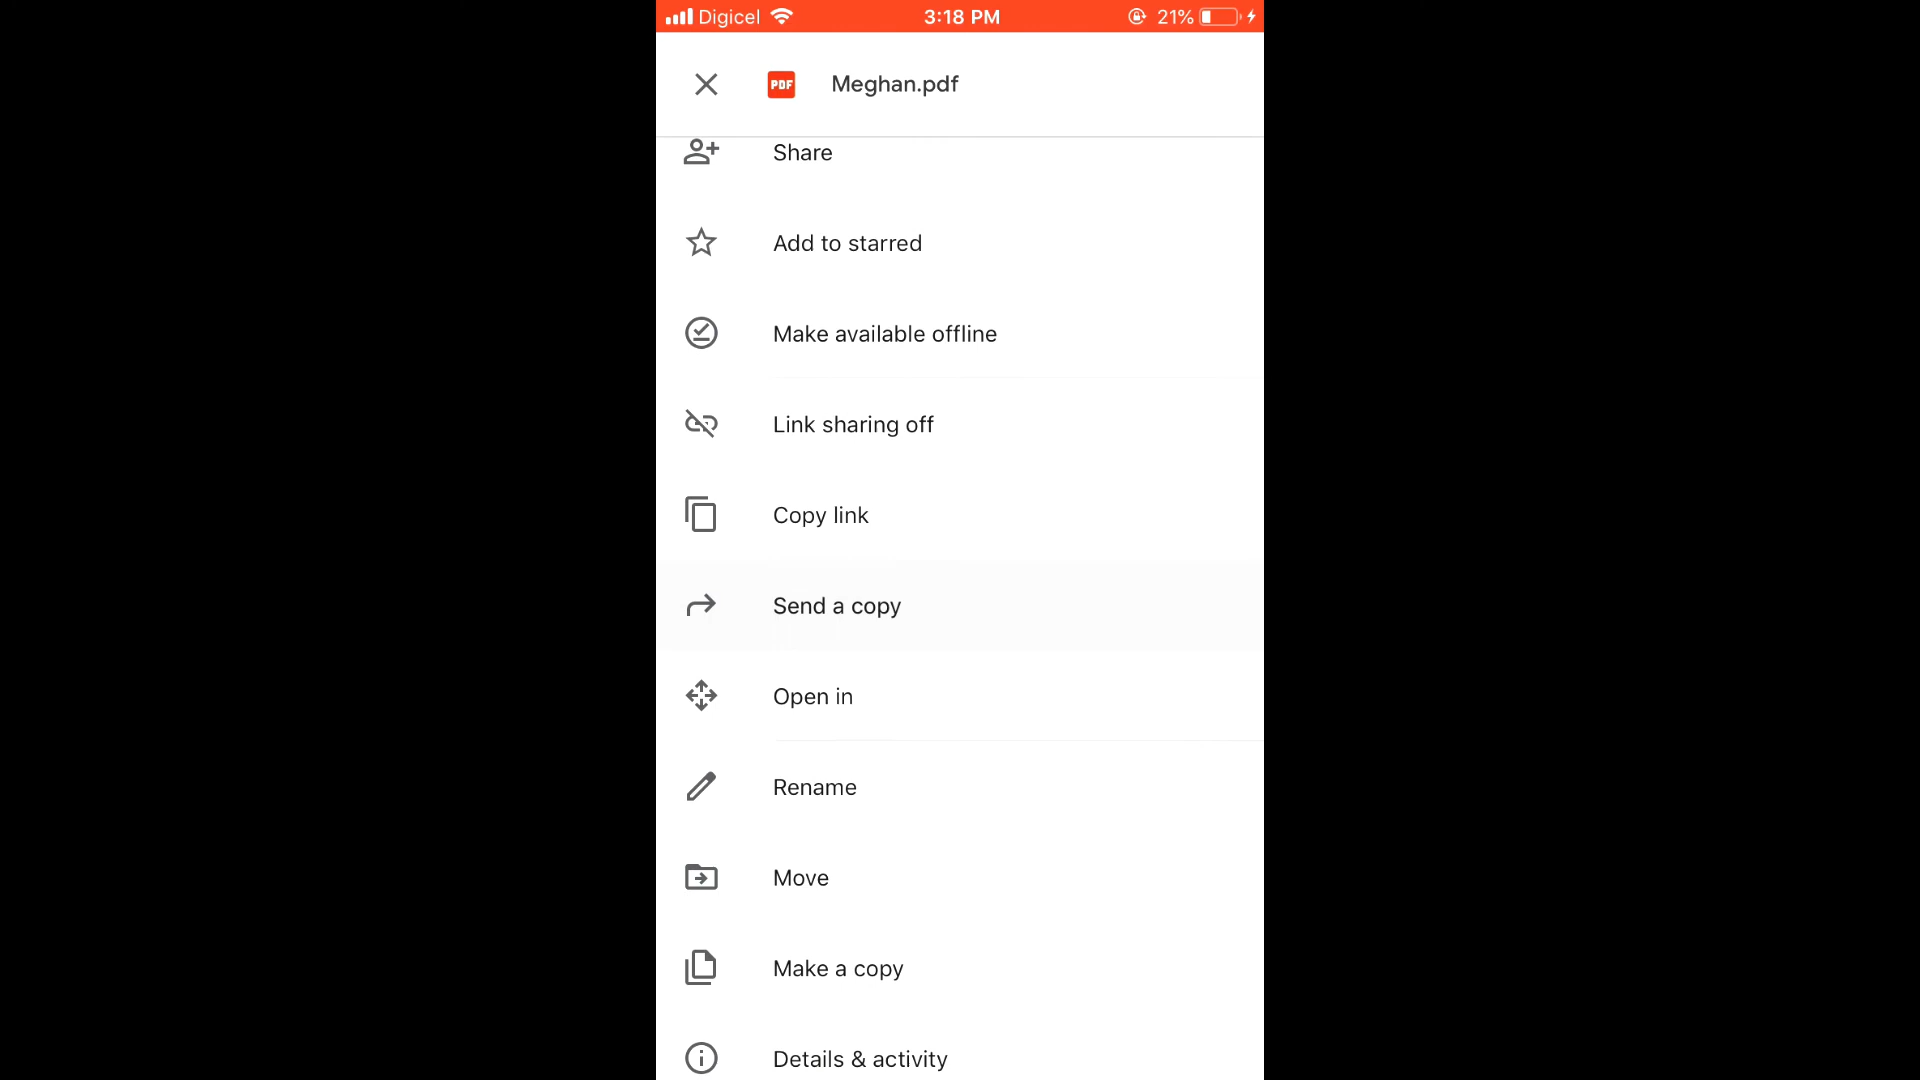 Digicel 3:18 PM 21%
PDF Meghan.pdf
Share
Add to starred
Make available offline
Link sharing off
Copy link
Send a copy
Open in
Rename
Move
Make a copy
Details & activity